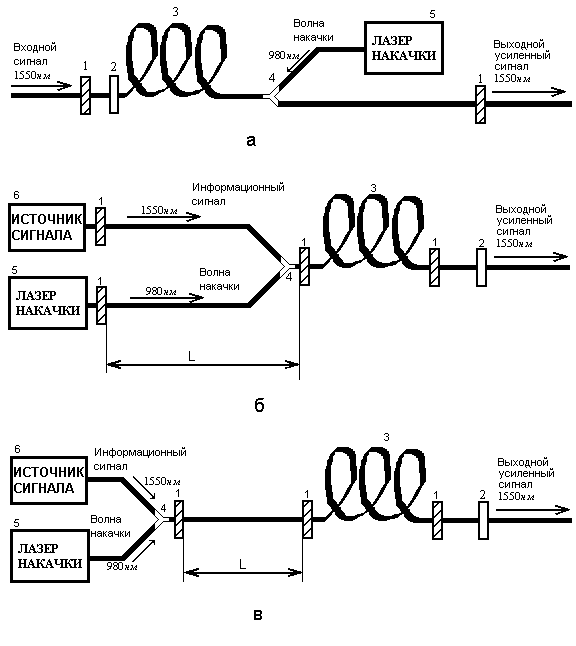 3
5
Волна
накачки
Входной
сигнал
1550нм
1
2
980нм
ЛАЗЕР
НАКАЧКИ
4
Выходной
усиленный
сигнал
1550нм
1
а
6
ИСТОЧНИК
СИГНАЛА
1
1550нм
Информационный
сигнал
3
Выходной
усиленный
сигнал
1550нм
1
1
2
5
ЛАЗЕР
НАКАЧКИ
1
980нм
Волна
накачки
4
L
б
6
ИСТОЧНИК
СИГНАЛА
Информационный
сигнал
1550нм
3
Выходной
усиленный
сигнал
1550нм
4
1
1
1
2
5
ЛАЗЕР
НАКАЧКИ
Волна
накачки
980нм
L
в